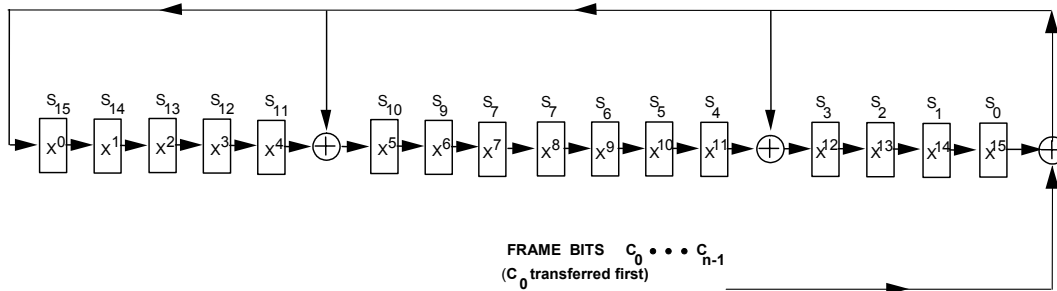 S15 S14 S13 S12 S11 S10 S9 S7 S7 S6 S5 S4 S3 S2 S1 S0
X0 X1 X2 X3 X4 X5 X6 X7 X8 X9 X10 X11 X12 X13 X14 X15
FRAME BITS C0 • • • Cn-1
(C0 transferred first)